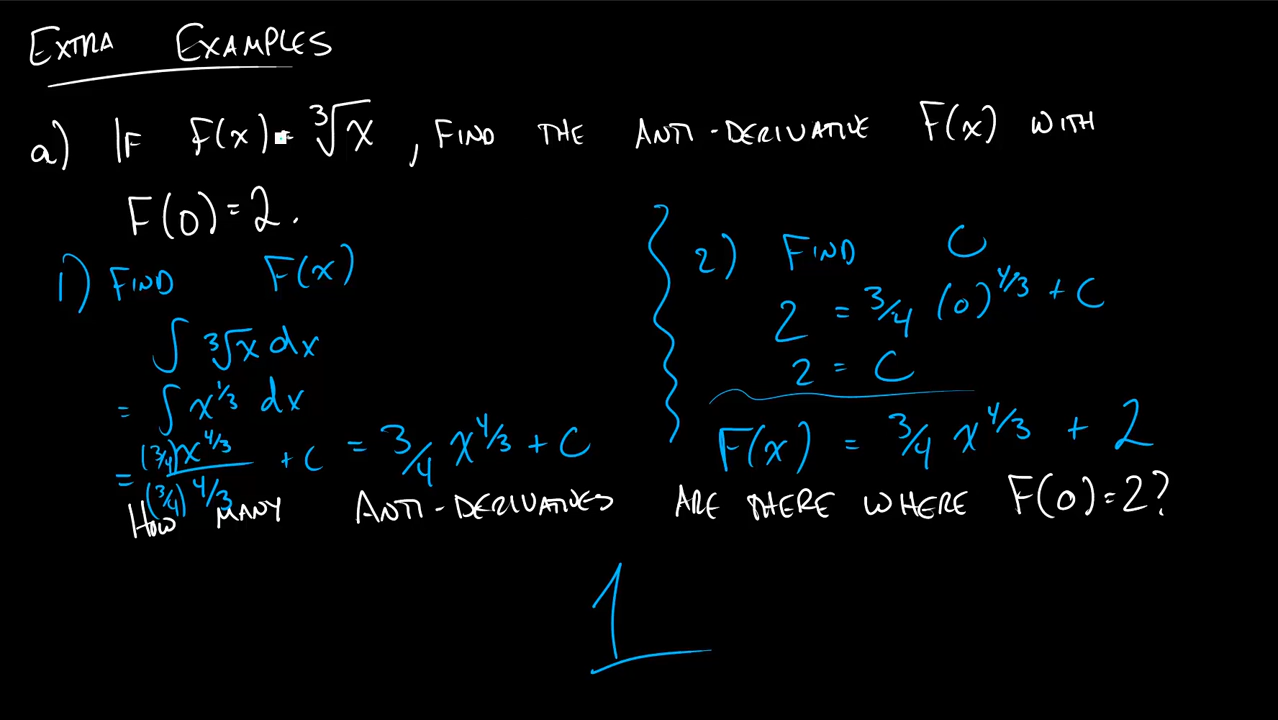 EXTRA EXAMPLES
a) IF F(x) = ∛x, FIND THE ANTI-DERIVATIVE F(x) WITH
F(0) = 2.
1) FIND F(x)
∫ ∛x dx
= ∫ x^1/3 dx
= (3/4)x^4/3 / (3/4) 4/3 + C = 3/4 x^4/3 + C
2) FIND C
2 = 3/4 (0)^4/3 + C
2 = C
F(x) = 3/4 x^4/3 + 2
HOW MANY ANTI-DERIVATIVES ARE THERE WHERE F(0) = 2?
1